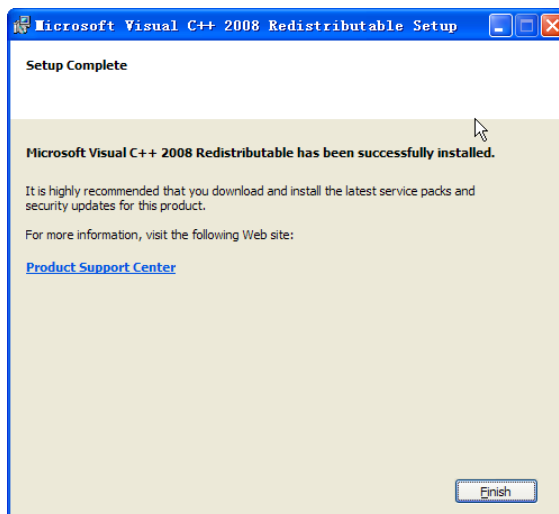 Microsoft Visual C++ 2008 Redistributable Setup
Setup Complete
Microsoft Visual C++ 2008 Redistributable has been successfully installed.
It is highly recommended that you download and install the latest service packs and
security updates for this product.
For more information, visit the following Web site:
Product Support Center
Finish